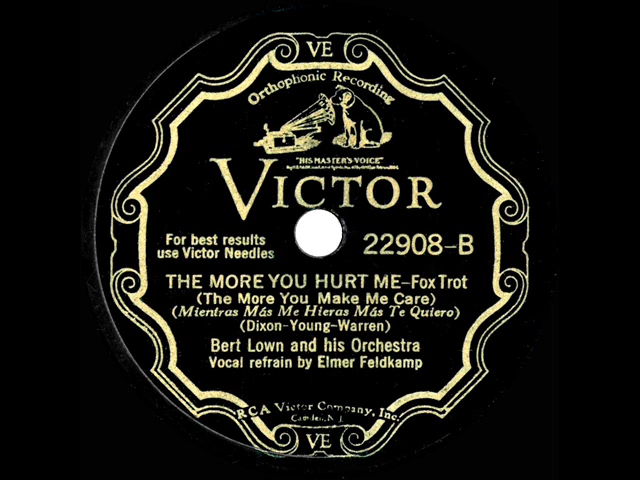 VE
Orthophonic Recording
"HIS MASTER'S VOICE"
VICTOR
For best results
use Victor Needles
22908-B
THE MORE YOU HURT ME-Fox Trot
(The More You Make Me Care)
(Mientras Más Me Hieras Más Te Quiero)
(Dixon-Young-Warren)
Bert Lown and his Orchestra
Vocal refrain by Elmer Feldkamp
RCA Victor Company, Inc.
Camden, N.J.
VE